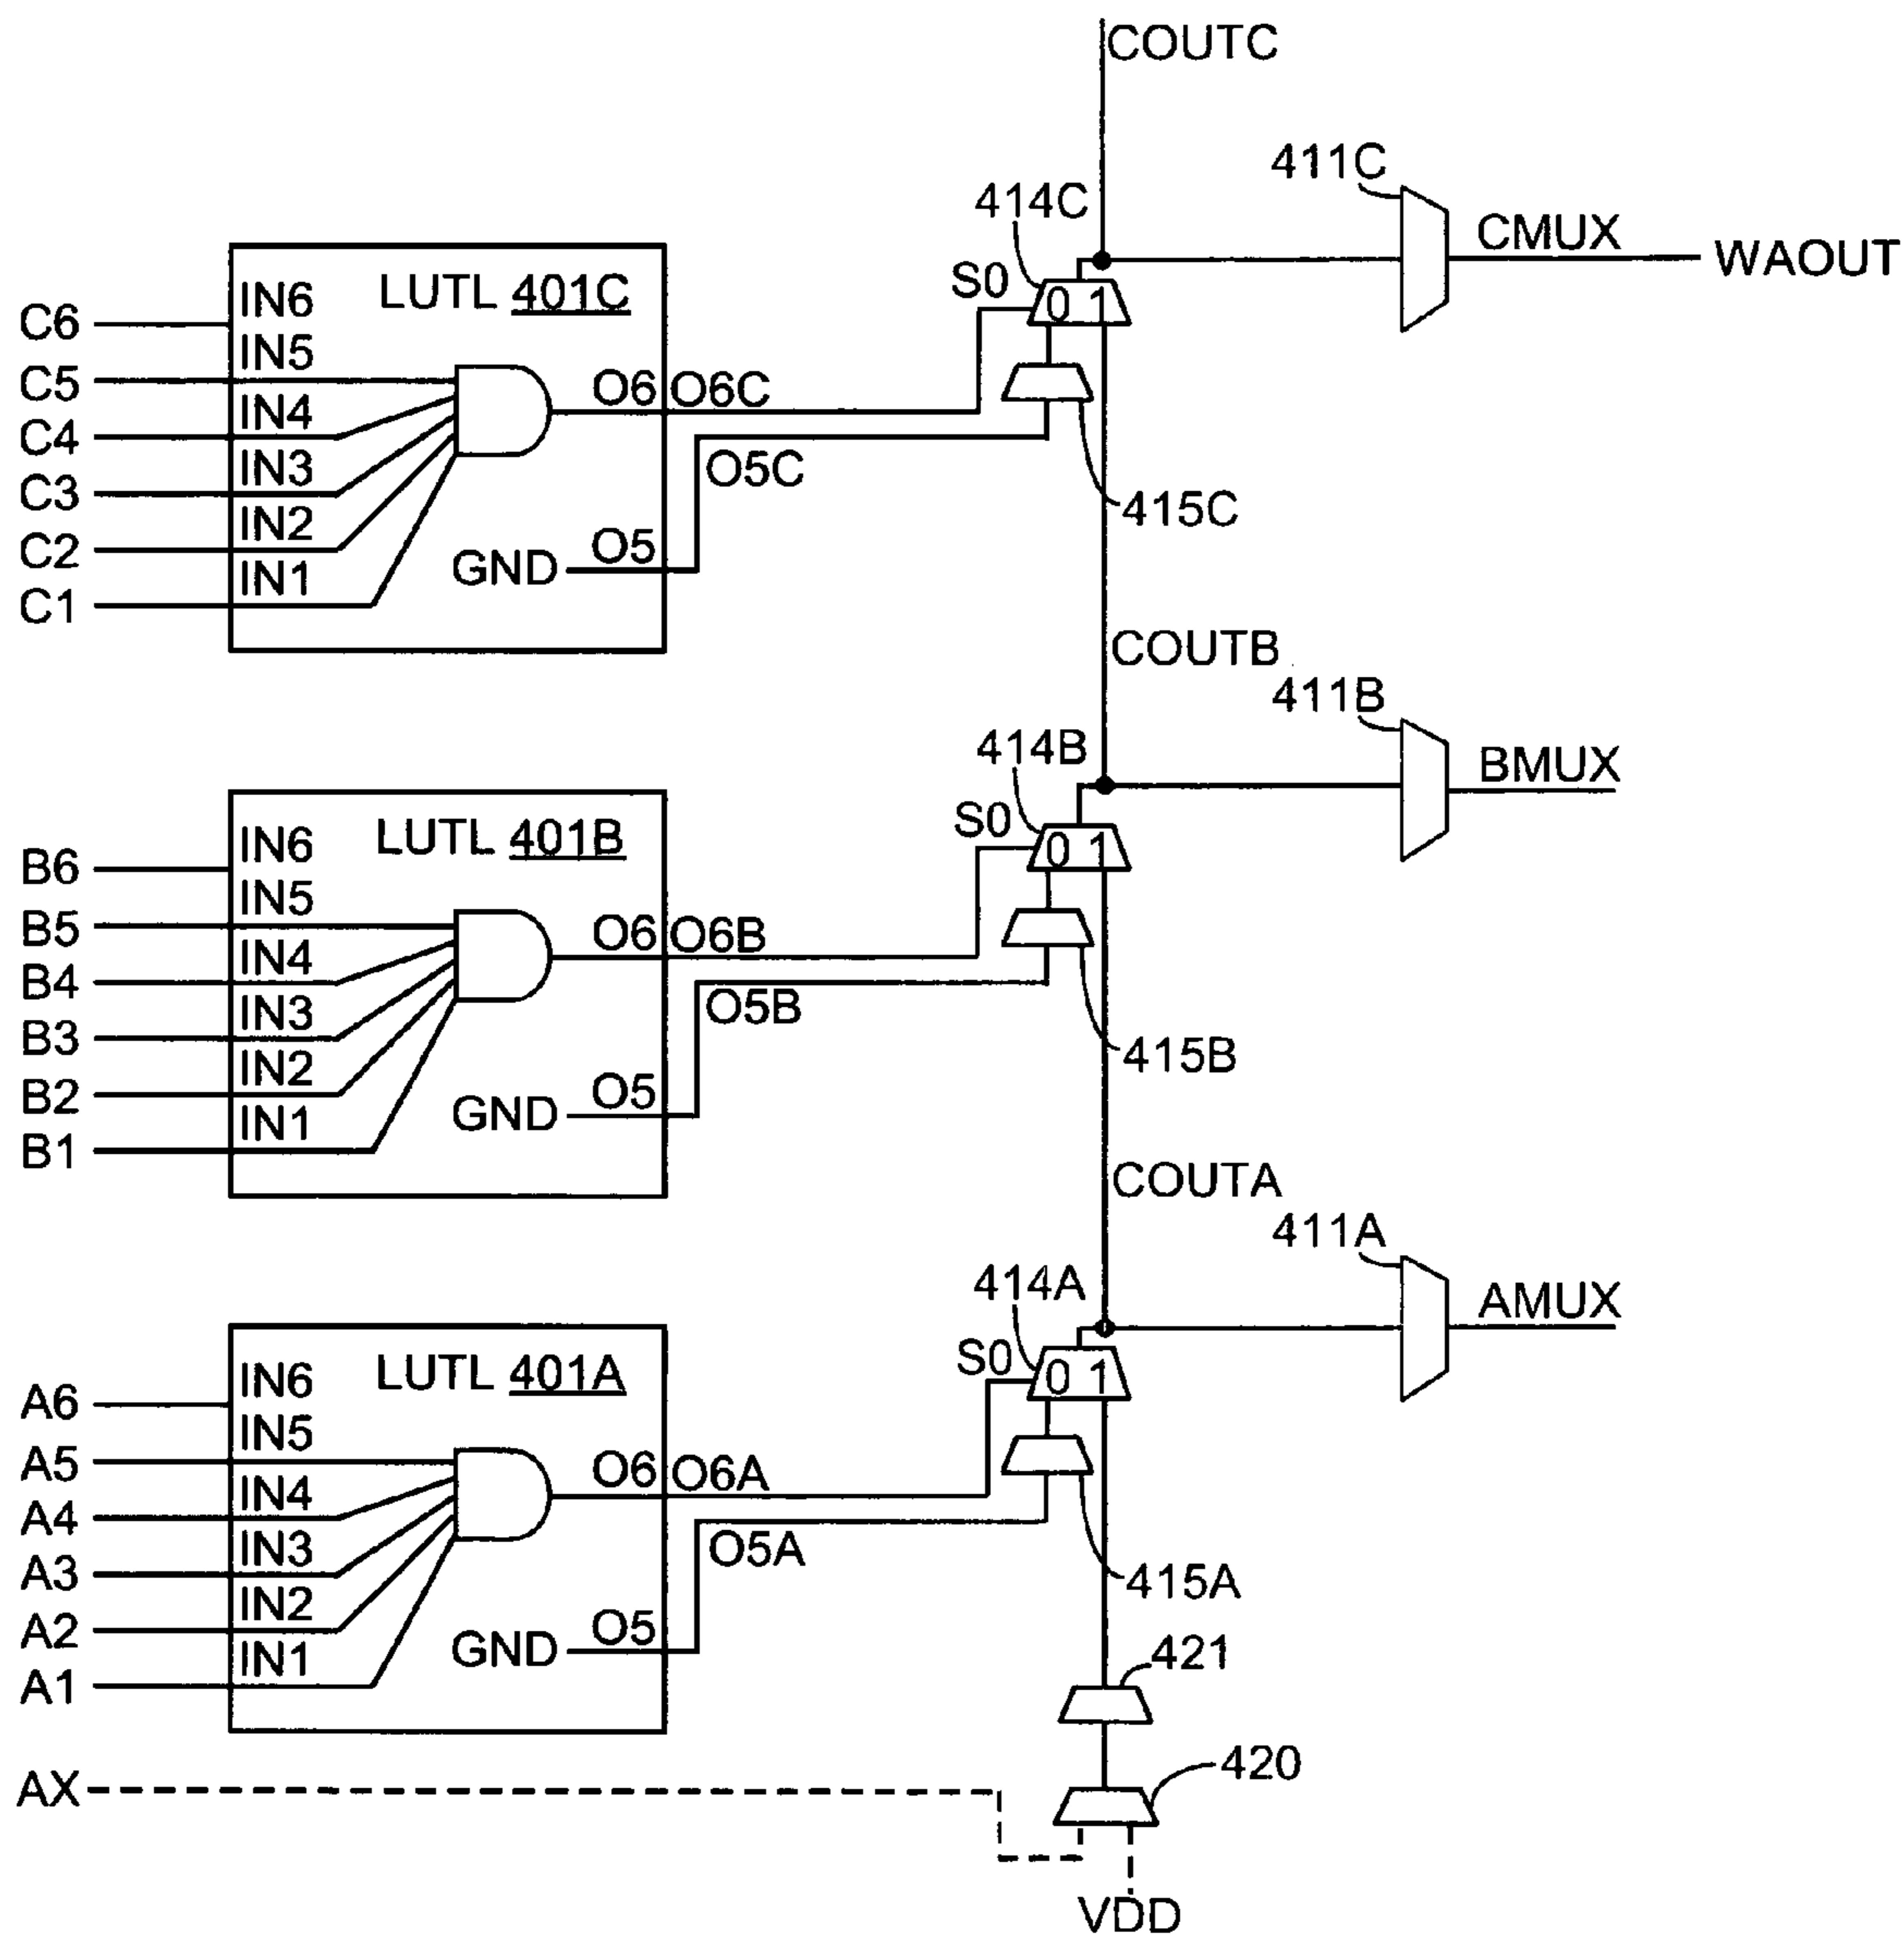 COUTC
411C
414C
CMUX
WAOUT
LUTL 401C
S0
0 1
IN6
C6
IN5
C5
O6
O6C
IN4
C4
IN3
C3
O5C
IN2
C2
415C
GND
O5
IN1
C1
COUTB
411B
414B
BMUX
LUTL 401B
S0
0 1
IN6
B6
IN5
B5
O6
O6B
IN4
B4
IN3
O5B
B3
415B
IN2
B2
GND
O5
IN1
B1
COUTA
411A
414A
AMUX
LUTL 401A
S0
0 1
IN6
A6
IN5
A5
O6
O6A
IN4
A4
IN3
O5A
A3
415A
IN2
A2
GND
O5
IN1
421
A1
420
AX
VDD